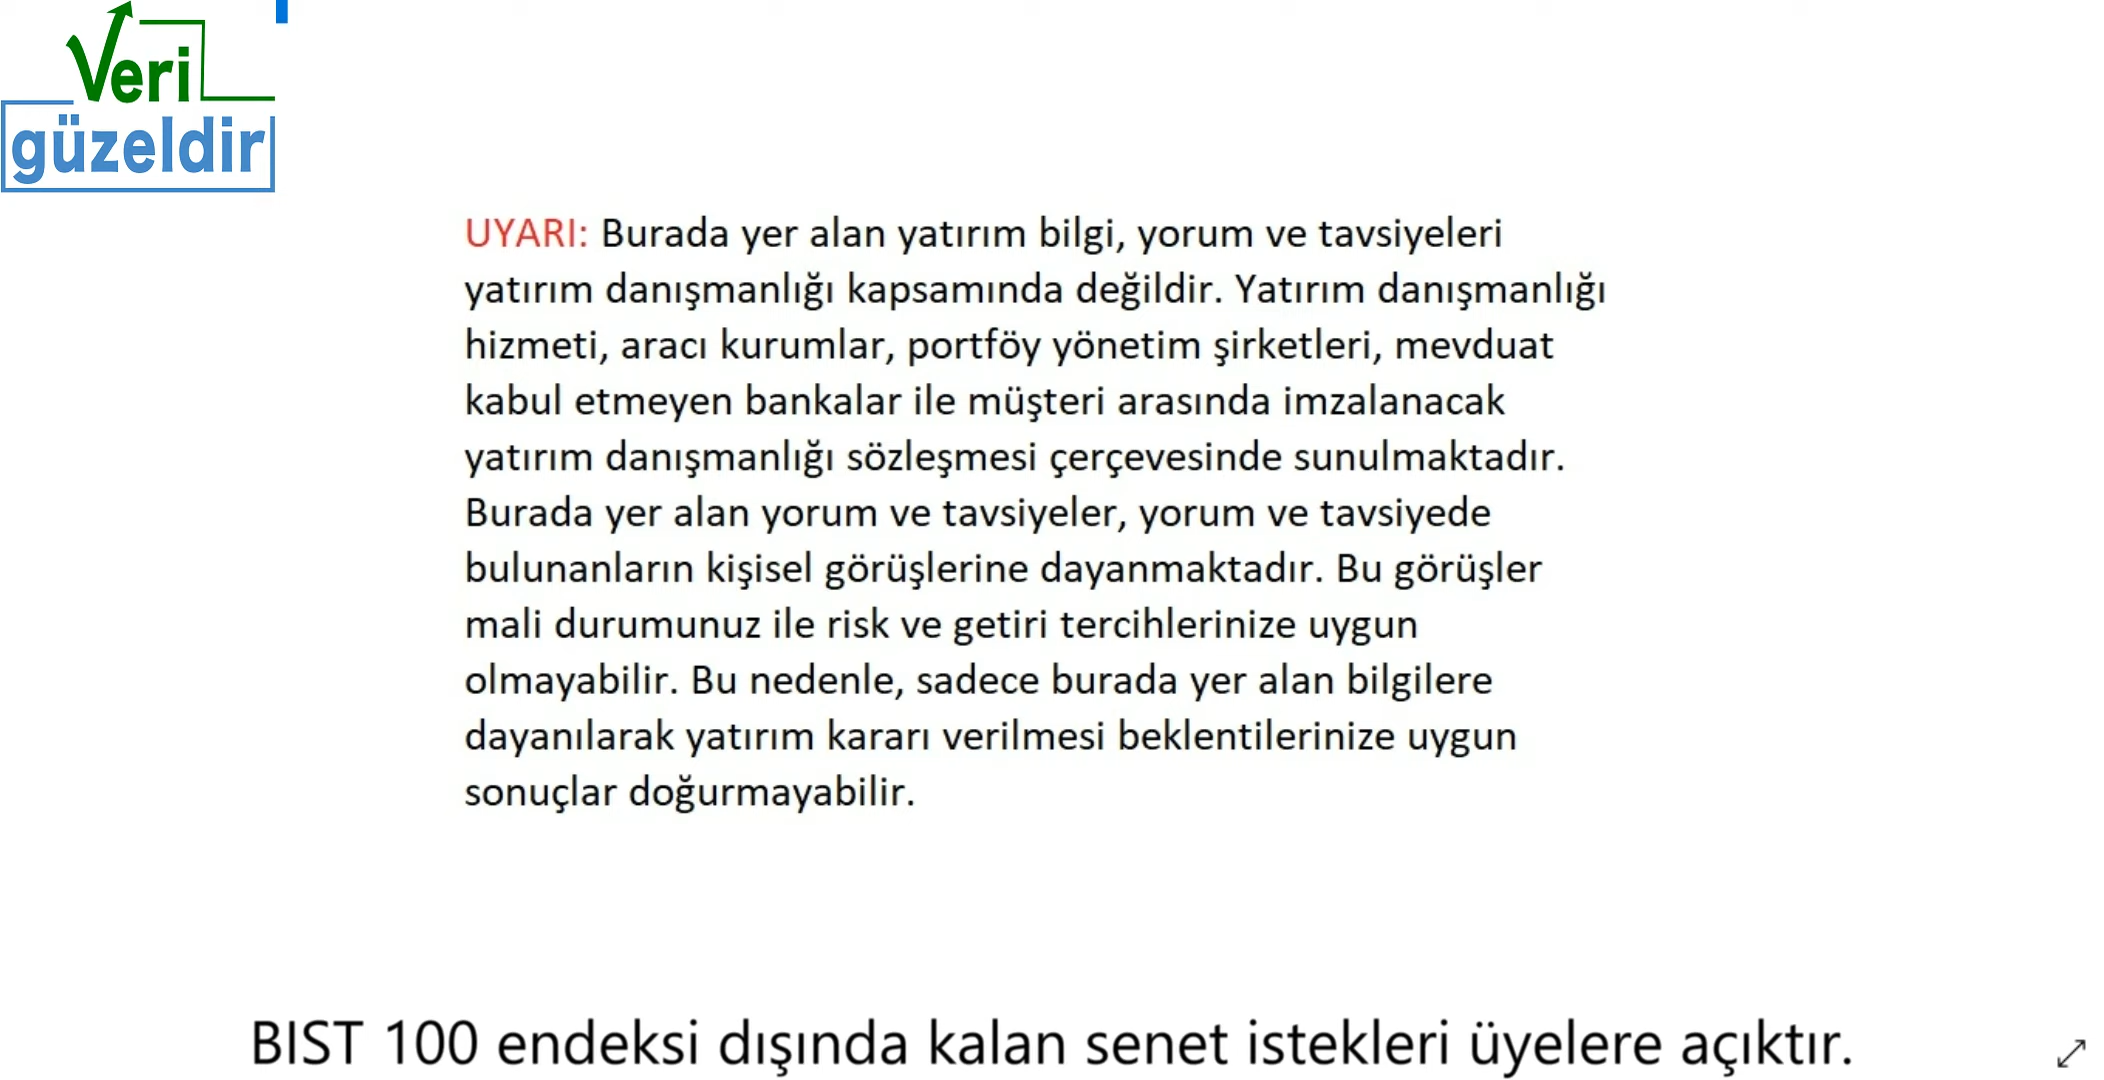 Veri
güzeldir
UYARI: Burada yer alan yatırım bilgi, yorum ve tavsiyeleri
yatırım danışmanlığı kapsamında değildir. Yatırım danışmanlığı
hizmeti, aracı kurumlar, portföy yönetim şirketleri, mevduat
kabul etmeyen bankalar ile müşteri arasında imzalanacak
yatırım danışmanlığı sözleşmesi çerçevesinde sunulmaktadır.
Burada yer alan yorum ve tavsiyeler, yorum ve tavsiyede
bulunanların kişisel görüşlerine dayanmaktadır. Bu görüşler
mali durumunuz ile risk ve getiri tercihlerinize uygun
olmayabilir. Bu nedenle, sadece burada yer alan bilgilere
dayanılarak yatırım kararı verilmesi beklentilerinize uygun
sonuçlar doğurmayabilir.
BIST 100 endeksi dışında kalan senet istekleri üyelere açıktır.